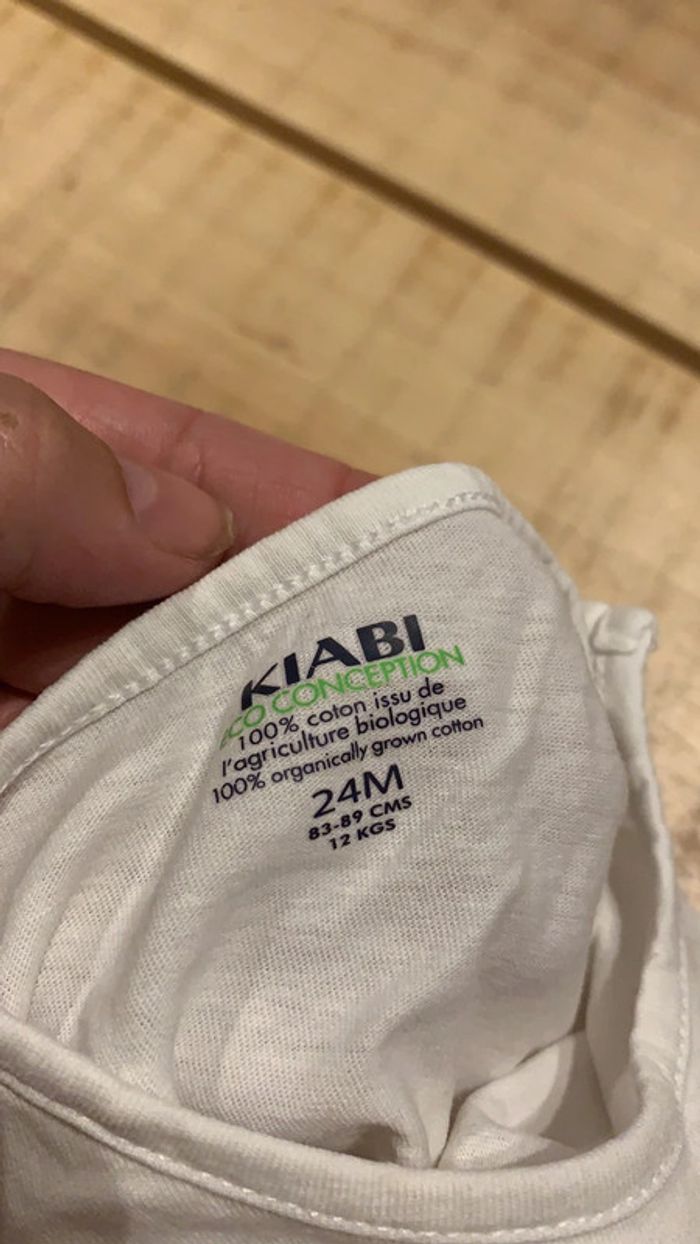 KIABI
ECO CONCEPTION
100% coton issu de
l'agriculture biologique
100% organically grown cotton
24M
83-89 CMS
12 KGS